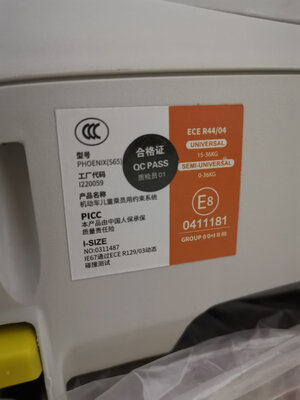 CCC
型号
PHOENIX(S65)
工厂代码
I220059
产品名称
机动车儿童乘员用约束系统
PICC
本产品由中国人保承保
质量责任险
I-SIZE
NO:0311487
IE67通过ECE R129/03动态
碰撞测试
合格证
QC PASS
质检员 01
ECE R44/04
UNIVERSAL
15-36KG
SEMI-UNIVERSAL
0-36KG
E8
0411181
GROUP 0 0+I II III